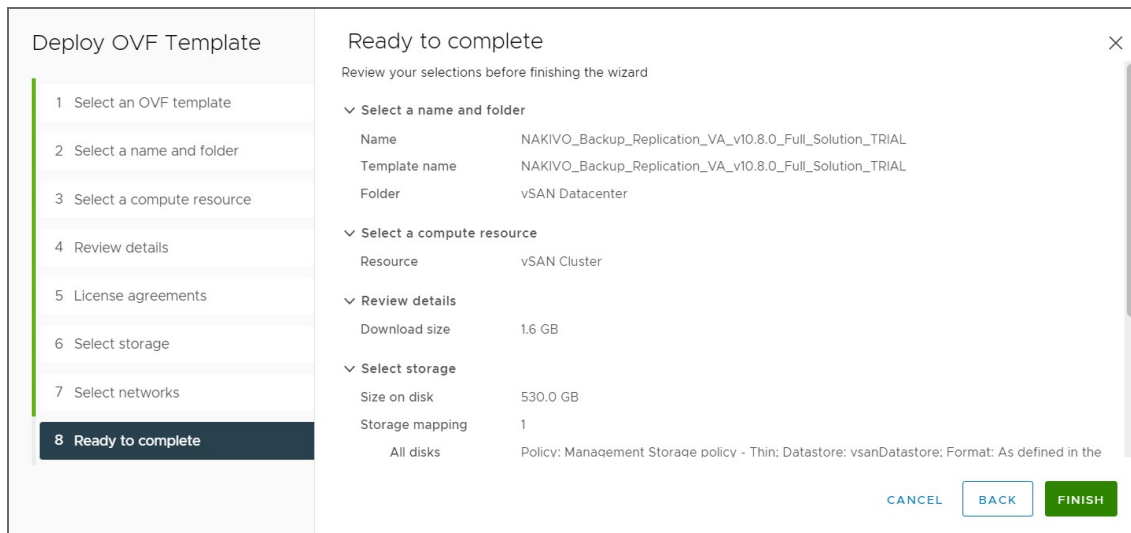 Deploy OVF Template
1 Select an OVF template
2 Select a name and folder
3 Select a compute resource
4 Review details
5 License agreements
6 Select storage
7 Select networks
8 Ready to complete
Ready to complete
Review your selections before finishing the wizard
Select a name and folder
Name NAKIVO_Backup_Replication_VA_v10.8.0_Full_Solution_TRIAL
Template name NAKIVO_Backup_Replication_VA_v10.8.0_Full_Solution_TRIAL
Folder vSAN Datacenter
Select a compute resource
Resource vSAN Cluster
Review details
Download size 1.6 GB
Select storage
Size on disk 530.0 GB
Storage mapping 1
All disks Policy: Management Storage policy - Thin; Datastore: vsanDatastore; Format: As defined in the
CANCEL BACK FINISH